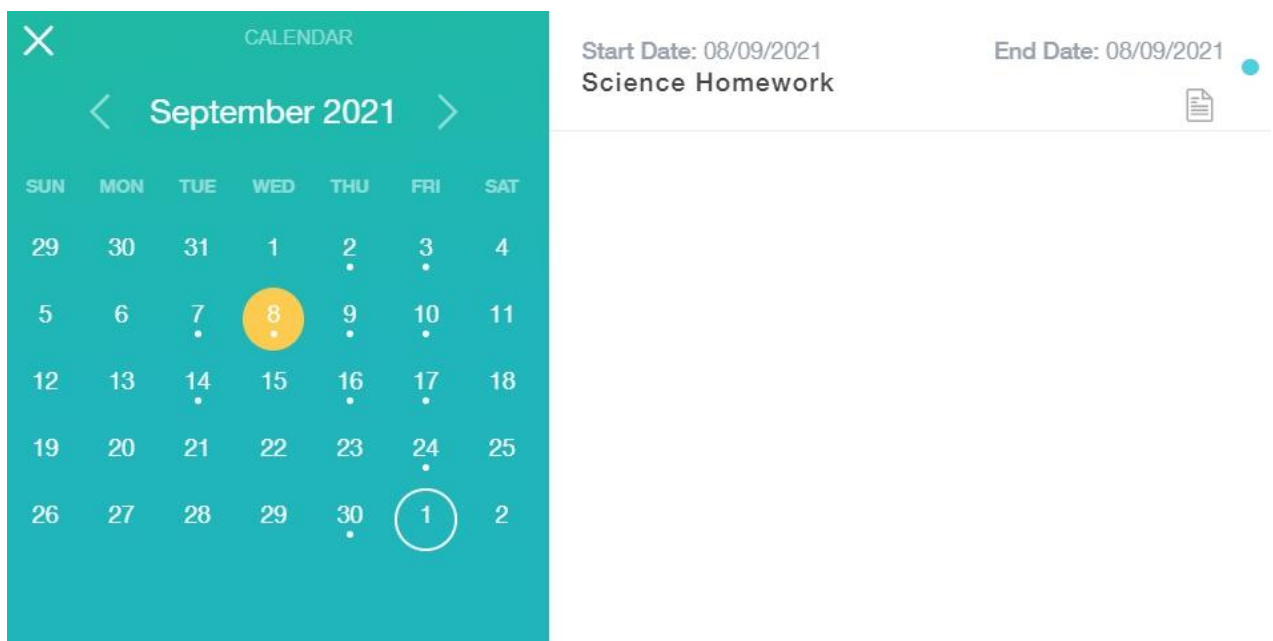 CALENDAR
September 2021
SUN MON TUE WED THU FRI SAT
29 30 31 1 2 3 4
5 6 7 8 9 10 11
12 13 14 15 16 17 18
19 20 21 22 23 24 25
26 27 28 29 30 1 2
Start Date: 08/09/2021 End Date: 08/09/2021
Science Homework